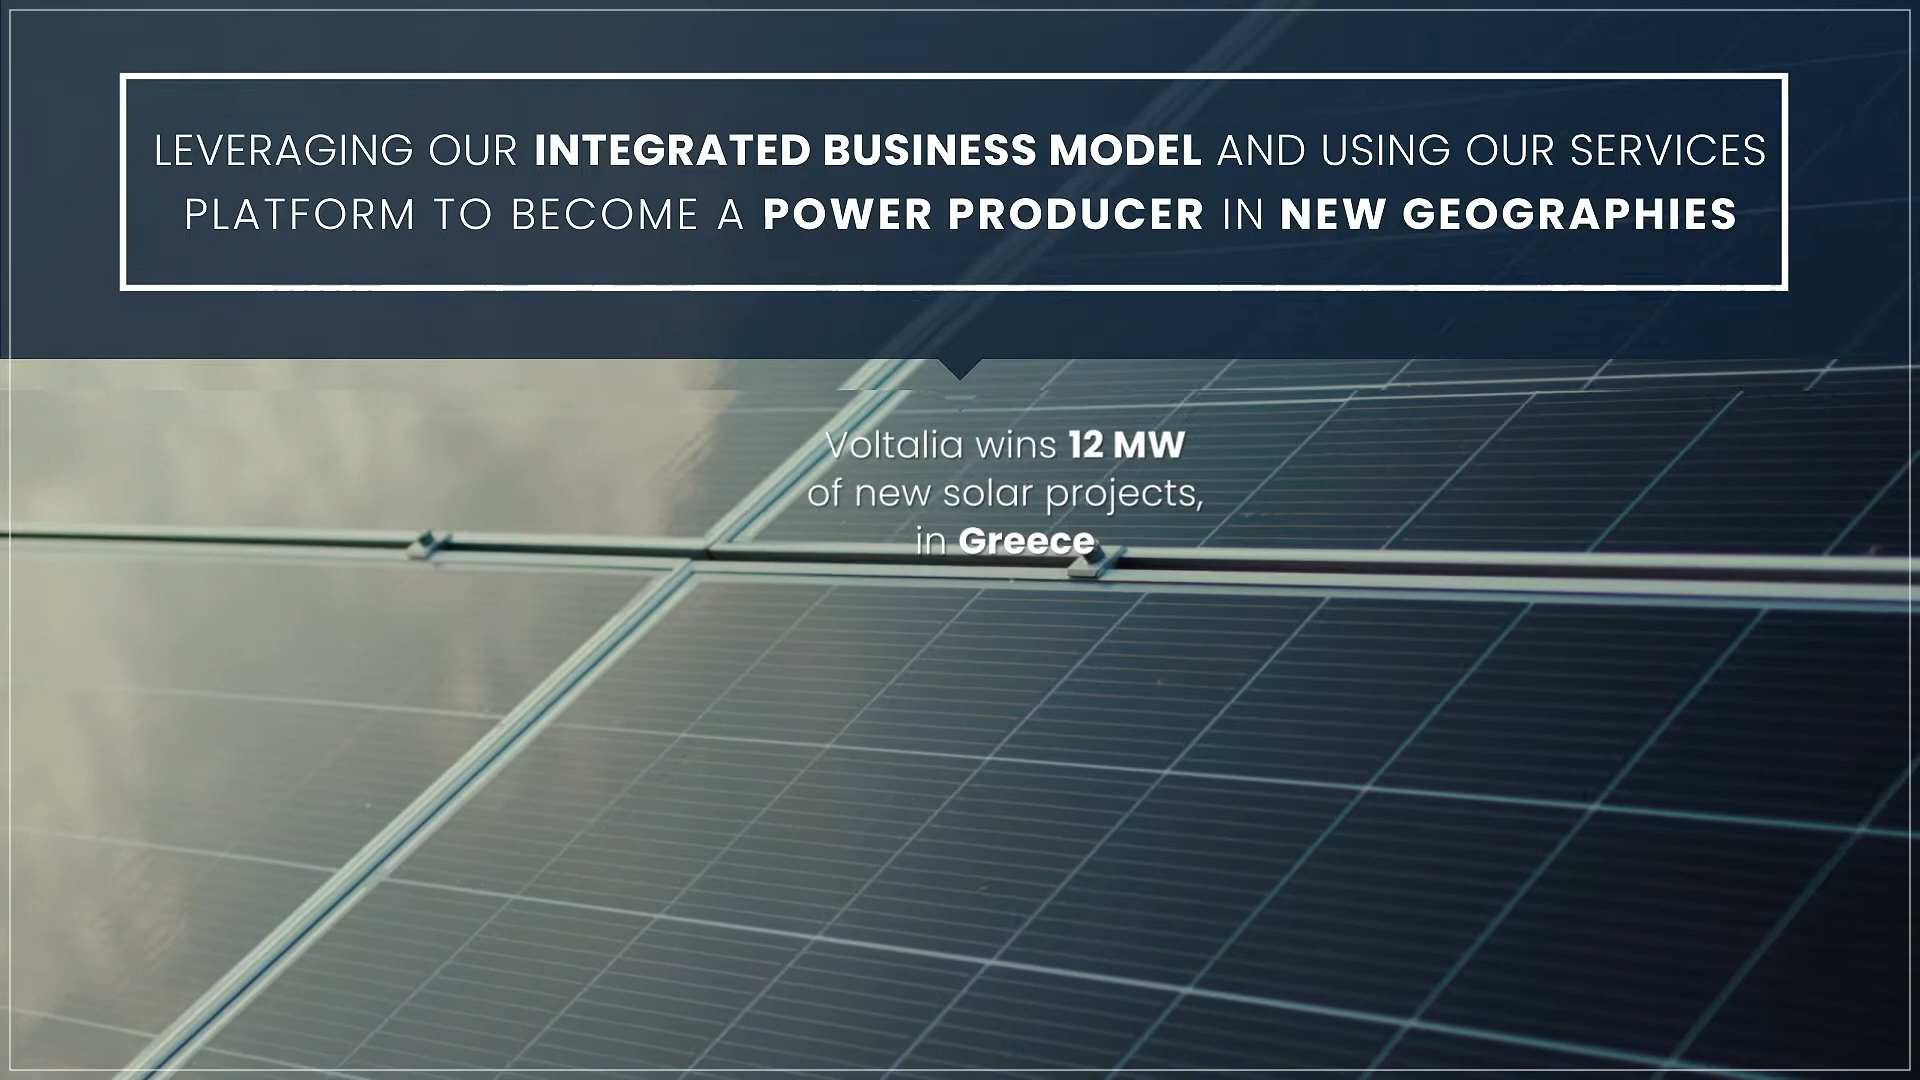 LEVERAGING OUR INTEGRATED BUSINESS MODEL AND USING OUR SERVICES
PLATFORM TO BECOME A POWER PRODUCER IN NEW GEOGRAPHIES
Voltalia wins 12 MW
of new solar projects,
in Greece